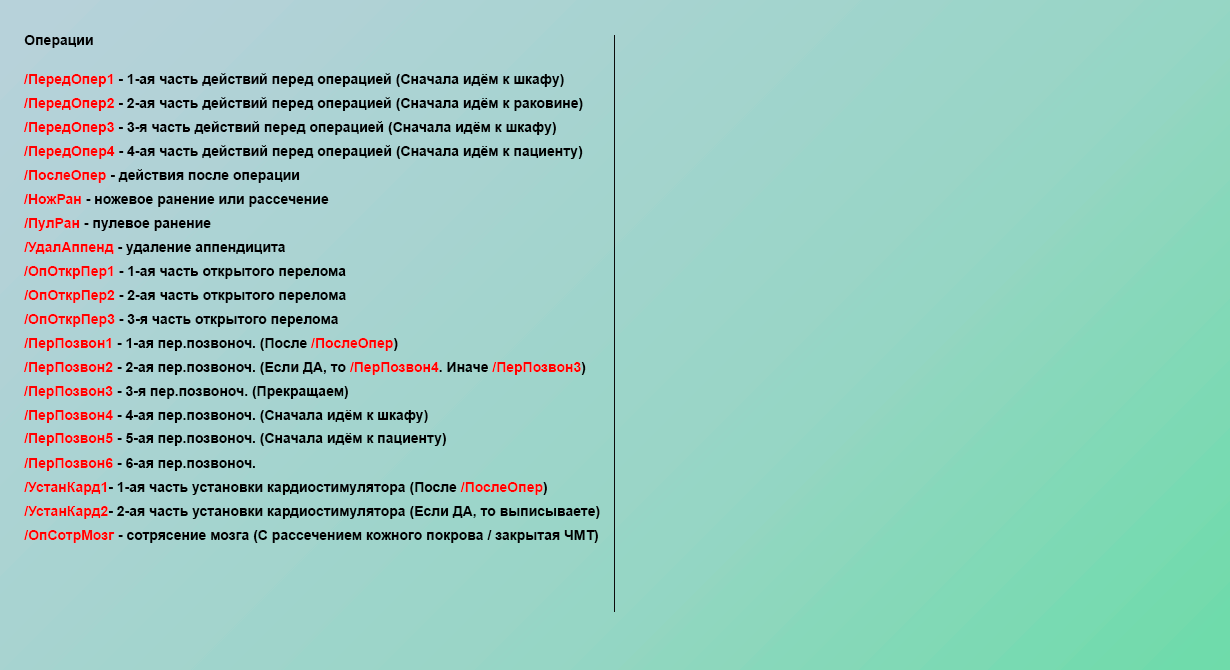 Операции
/ПередОпер1 - 1-ая часть действий перед операцией (Сначала идём к шкафу)
/ПередОпер2 - 2-ая часть действий перед операцией (Сначала идём к раковине)
/ПередОпер3 - 3-я часть действий перед операцией (Сначала идём к шкафу)
/ПередОпер4 - 4-ая часть действий перед операцией (Сначала идём к пациенту)
/ПослеОпер - действия после операции
/НожРан - ножевое ранение или рассечение
/ПулРан - пулевое ранение
/УдалАппенд - удаление аппендицита
/ОпОткрПер1 - 1-ая часть открытого перелома
/ОпОткрПер2 - 2-ая часть открытого перелома
/ОпОткрПер3 - 3-я часть открытого перелома
/ПерПозвон1 - 1-ая пер.позвоноч. (После /ПослеОпер)
/ПерПозвон2 - 2-ая пер.позвоноч. (Если ДА, то /ПерПозвон4. Иначе /ПерПозвон3)
/ПерПозвон3 - 3-я пер.позвоноч. (Прекращаем)
/ПерПозвон4 - 4-ая пер.позвоноч. (Сначала идём к шкафу)
/ПерПозвон5 - 5-ая пер.позвоноч. (Сначала идём к пациенту)
/ПерПозвон6 - 6-ая пер.позвоноч.
/УстанКард1- 1-ая часть установки кардиостимулятора (После /ПослеОпер)
/УстанКард2- 2-ая часть установки кардиостимулятора (Если ДА, то выписываете)
/ОпСотрМозг - сотрясение мозга (С рассечением кожного покрова / закрытая ЧМТ)